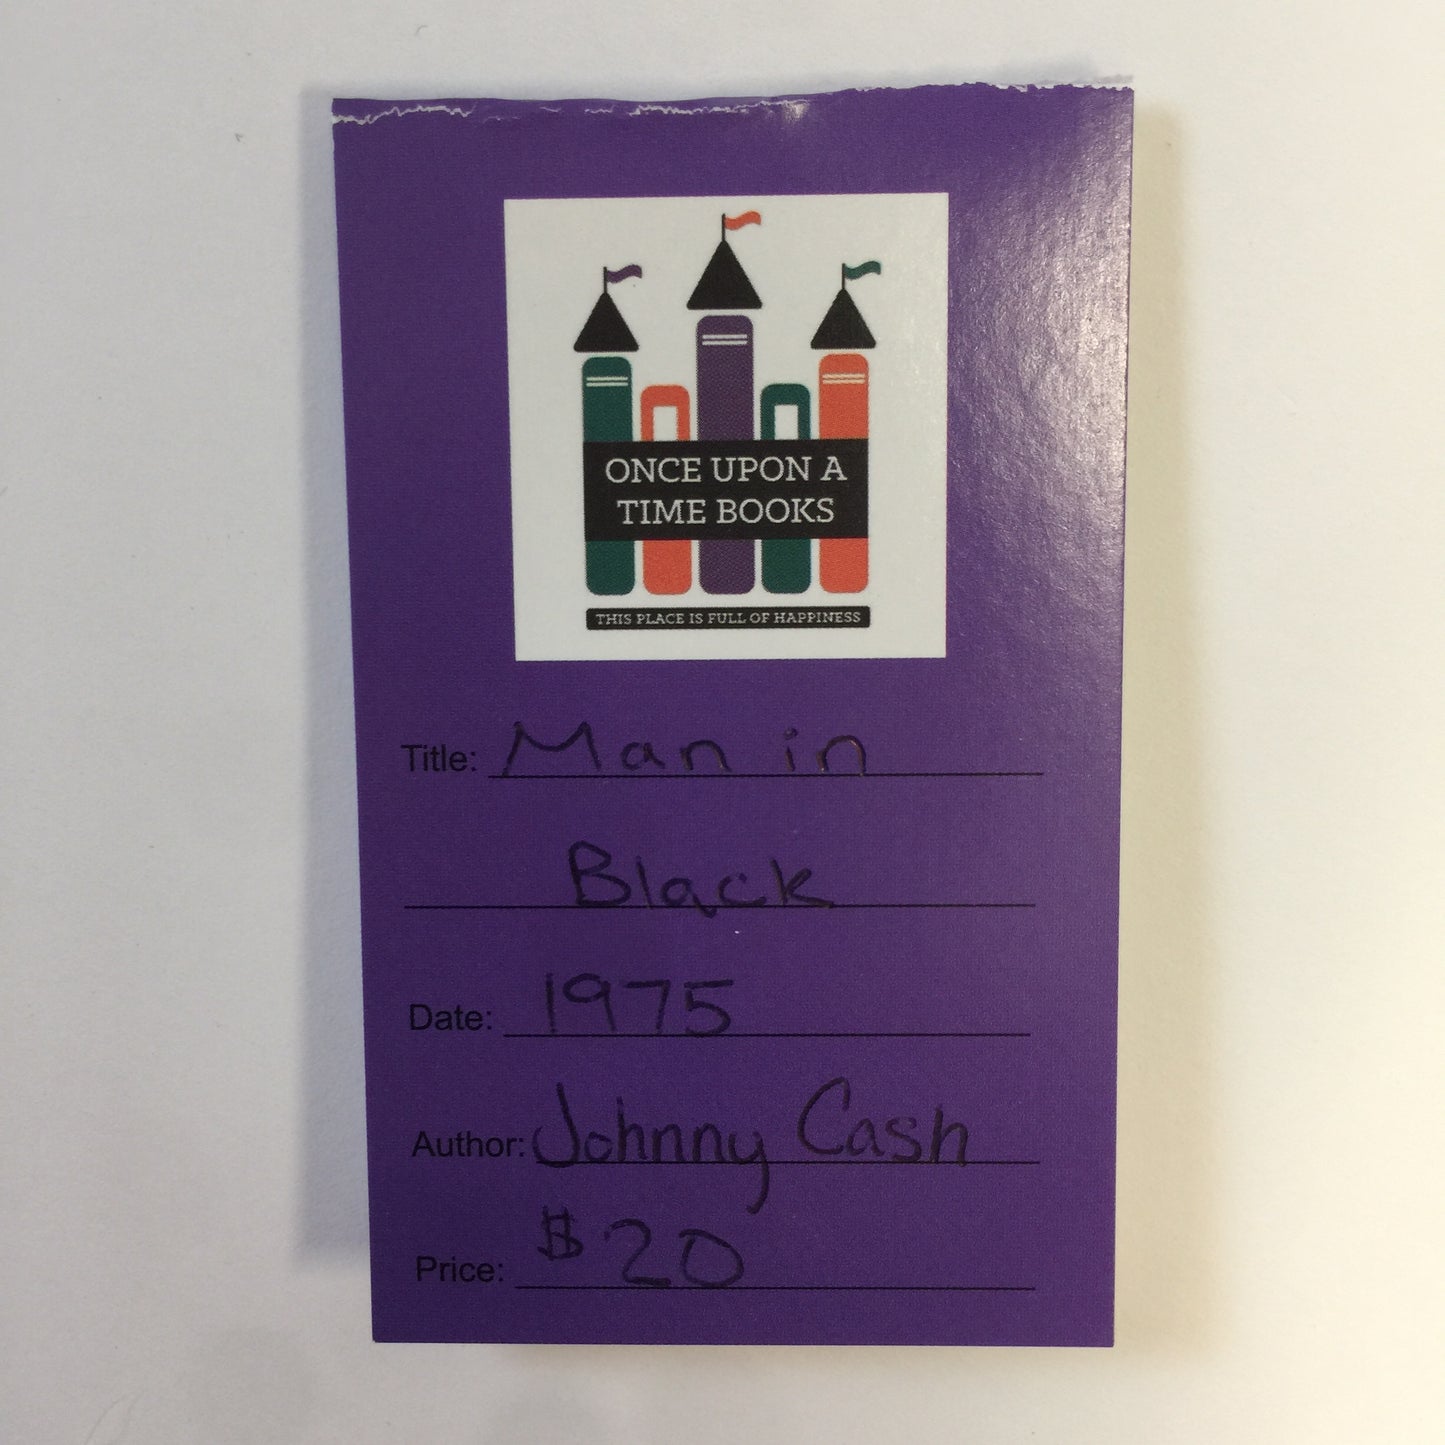 ONCE UPON A
TIME BOOKS
THIS PLACE IS FULL OF HAPPINESS
Title: Man in
Black
Date: 1975
Author: Johnny Cash
Price: $20